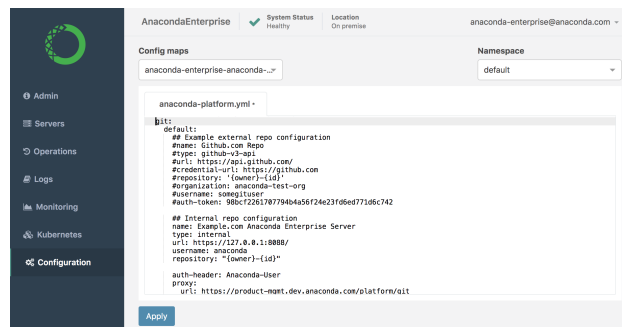 AnacondaEnterprise
System Status
Healthy
Location
On premise
anaconda-enterprise@anaconda.com
Config maps
anaconda-enterprise-anaconda-...
Namespace
default
Admin
Servers
Operations
Logs
Monitoring
Kubernetes
Configuration
anaconda-platform.yml •
git:
default:
## Example external repo configuration
#name: Github.com Repo
#type: github-v3-api
#url: https://api.github.com/
#credential-url: https://github.com
#repository: '{owner}-{id}'
#organization: anaconda-test-org
#username: somegituser
#auth-token: 98bcf2261707794b4a56f24e23fd6ed771d6c742
## Internal repo configuration
name: Example.com Anaconda Enterprise Server
type: internal
url: https://127.0.0.1:8088/
username: anaconda
repository: "{owner}-{id}"
auth-header: Anaconda-User
proxy:
url: https://product-mgmt.dev.anaconda.com/platform/git
Apply